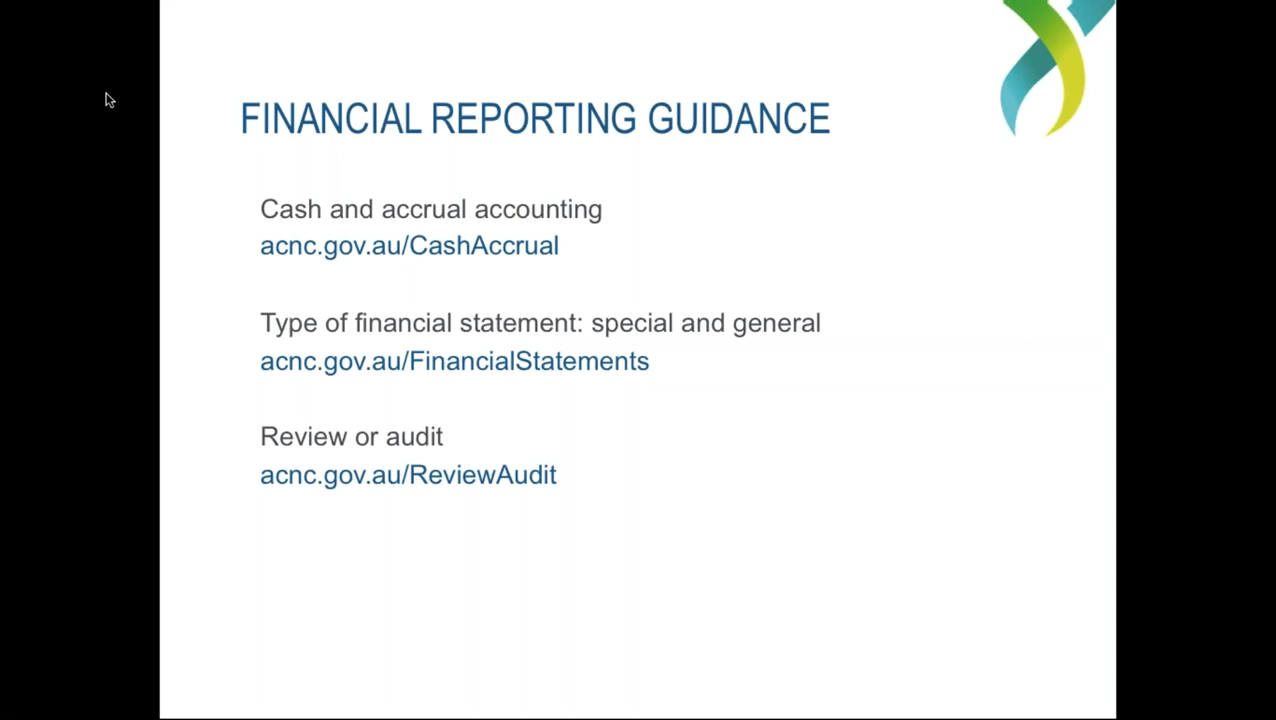 FINANCIAL REPORTING GUIDANCE
Cash and accrual accounting
acnc.gov.au/CashAccrual
Type of financial statement: special and general
acnc.gov.au/FinancialStatements
Review or audit
acnc.gov.au/ReviewAudit